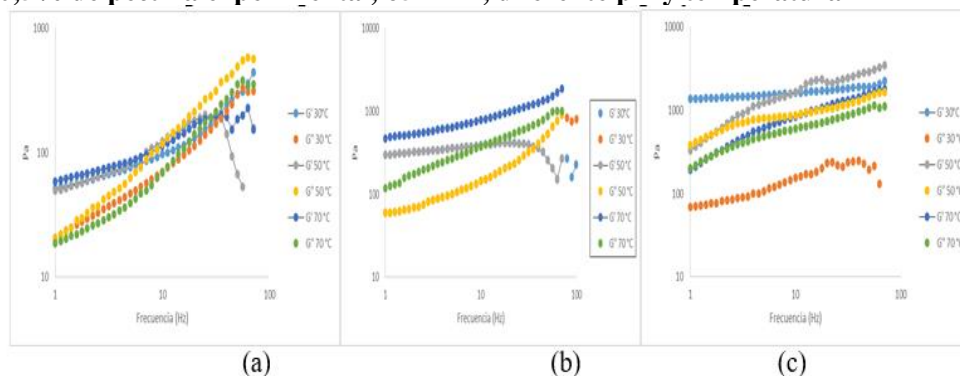 diferente y temperatura
1000
100
10
Pa
1 10 100
Frecuencia (Hz)
G' 30°C
G" 30°C
G' 50°C
G" 50°C
G' 70°C
G" 70°C
(a)
10000
1000
100
10
Pa
1 10 100
Frecuencia (Hz)
G' 30°C
G" 30°C
G' 50°C
G" 50°C
G' 70°C
G" 70°C
(b)
10000
1000
100
10
Pa
1 10 100
Frecuencia (Hz)
G' 30°C
G" 30°C
G' 50°C
G" 50°C
G' 70°C
G" 70°C
(c)